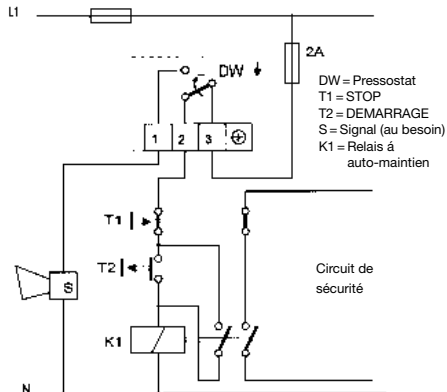 L1
2A
DW
DW = Pressostat
T1 = STOP
T2 = DEMARRAGE
S = Signal (au besoin)
K1 = Relais á
auto-maintien
1 2 3
T1
T2
Circuit de
sécurité
S
K1
N